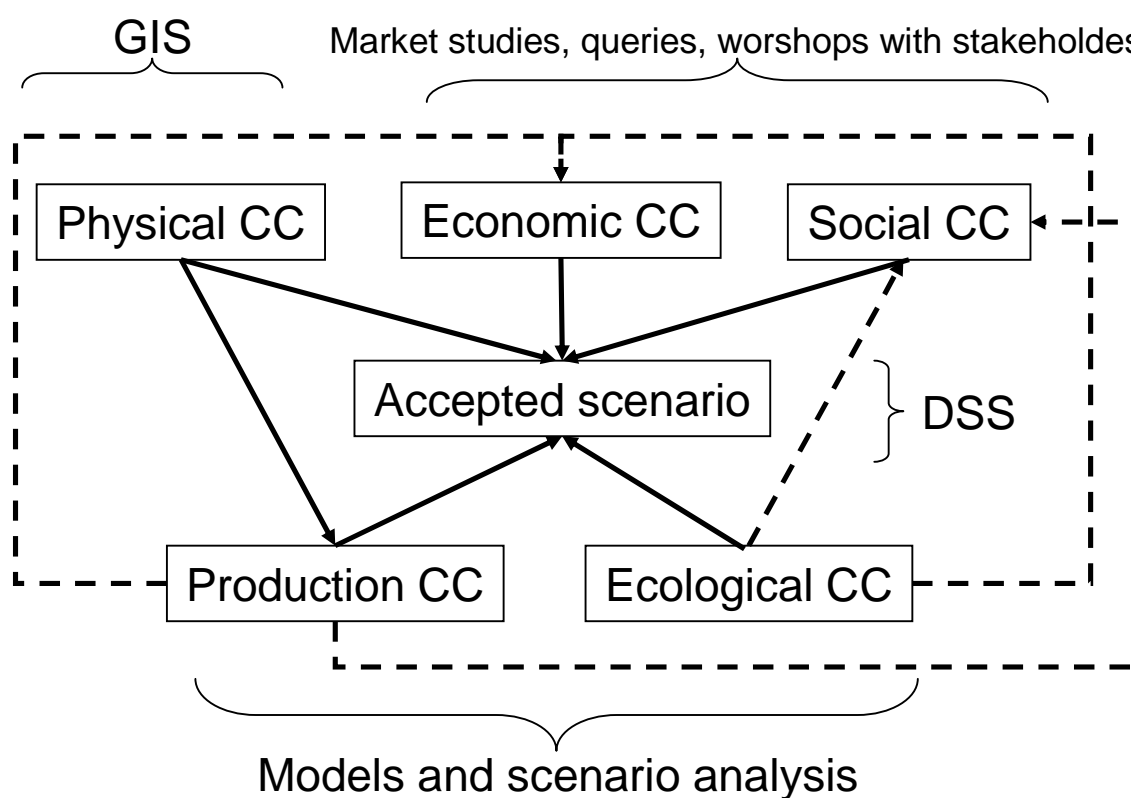 GIS
Market studies, queries, worshops with stakeholdes
Physical CC
Economic CC
Social CC
Accepted scenario
DSS
Production CC
Ecological CC
Models and scenario analysis